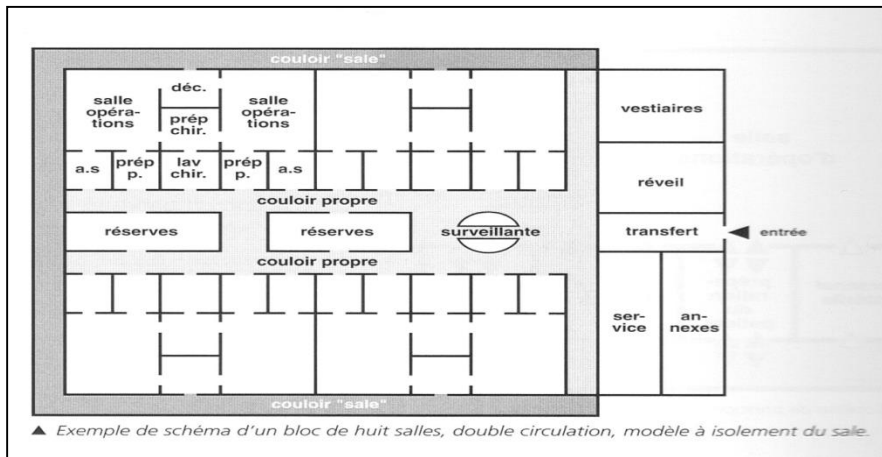 couloir "sale"
déc.
salle opéra- tions
prép chir.
salle opéra- tions
vestiaires
a.s
prép p.
lav chir.
prép p.
a.s
réveil
couloir propre
réserves
réserves
surveillante
transfert
entrée
couloir propre
ser- vice
an- nexes
couloir "sale"
▲ Exemple de schéma d'un bloc de huit salles, double circulation, modèle à isolement du sale.